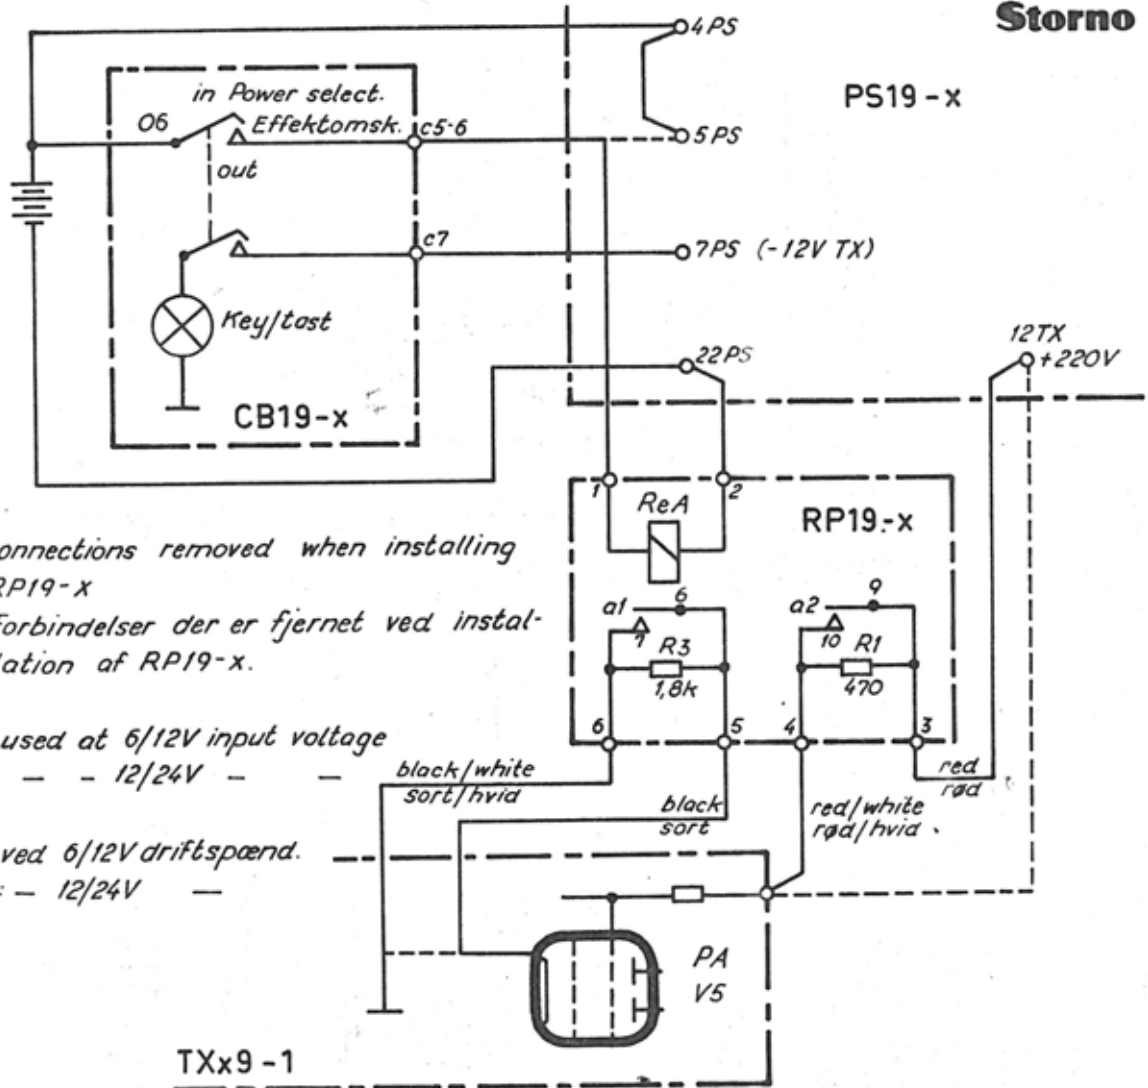 Storno
4PS
PS19-x
in Power select.
06
Effektomsk.
c5-6
5PS
out
c7
7PS (-12V TX)
Key/tast
22PS
12TX
+220V
CB19-x
1
2
ReA
RP19-x
onnections removed when installing
RP19-x
forbindelser der er fjernet ved instal-
lation af RP19-x.
a1
6
7
R3
1,8k
a2
9
10
R1
470
6
5
4
3
used at 6/12V input voltage
— - 12/24V - —
black/white
sort/hvid
black
sort
red/white
rød/hvid
red
rød
ved 6/12V driftspænd.
— 12/24V —
PA
V5
TXx9-1